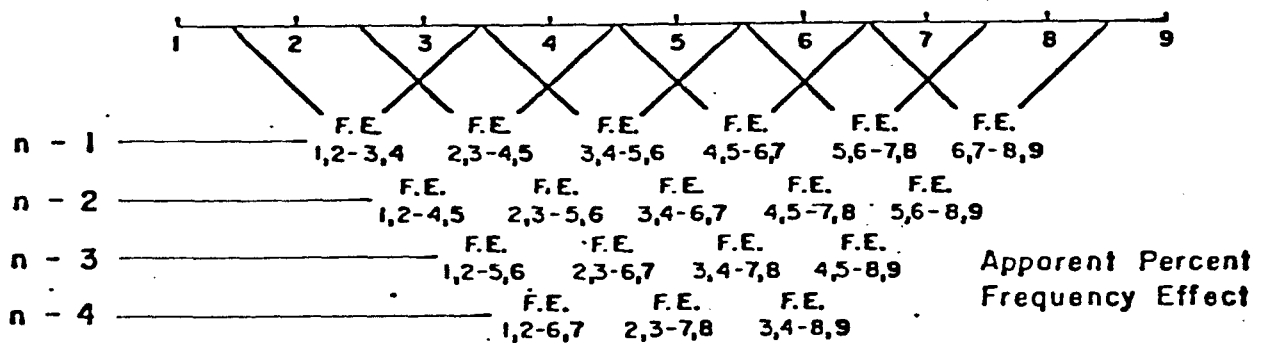 1 2 3 4 5 6 7 8 9
F.E. F.E. F.E. F.E. F.E. F.E.
n - 1 1,2-3,4 2,3-4,5 3,4-5,6 4,5-6,7 5,6-7,8 6,7-8,9
F.E. F.E. F.E. F.E. F.E.
n - 2 1,2-4,5 2,3-5,6 3,4-6,7 4,5-7,8 5,6-8,9
F.E. F.E. F.E. F.E.
n - 3 1,2-5,6 2,3-6,7 3,4-7,8 4,5-8,9
Apparent Percent
Frequency Effect
F.E. F.E. F.E.
n - 4 1,2-6,7 2,3-7,8 3,4-8,9